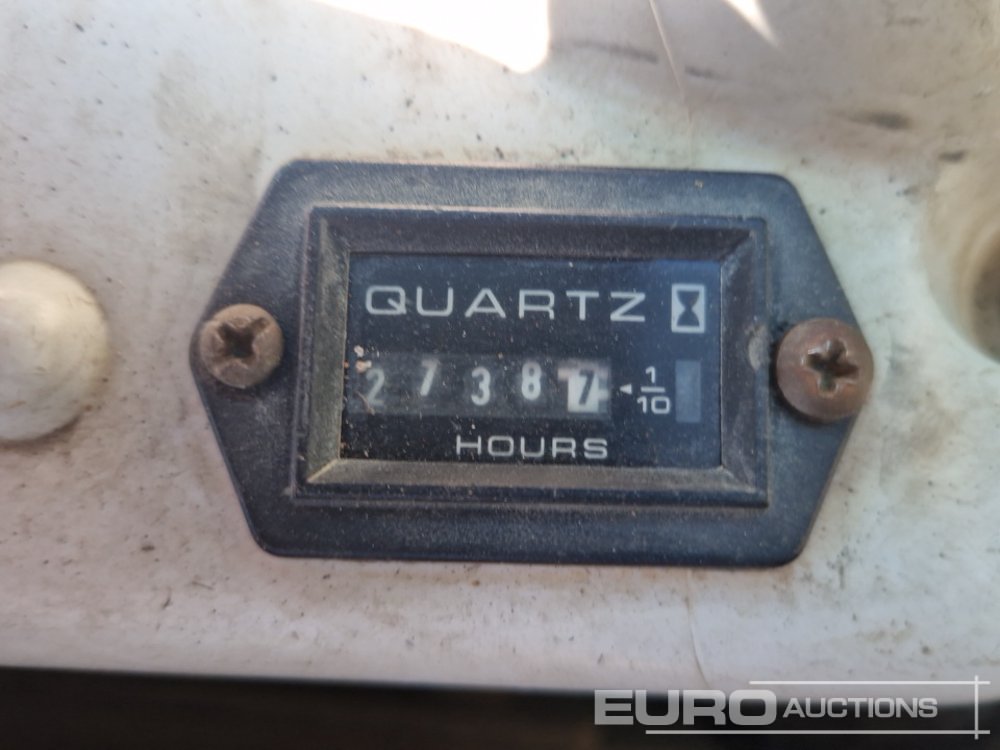 QUARTZ
27387 1/10
HOURS
EURO AUCTIONS